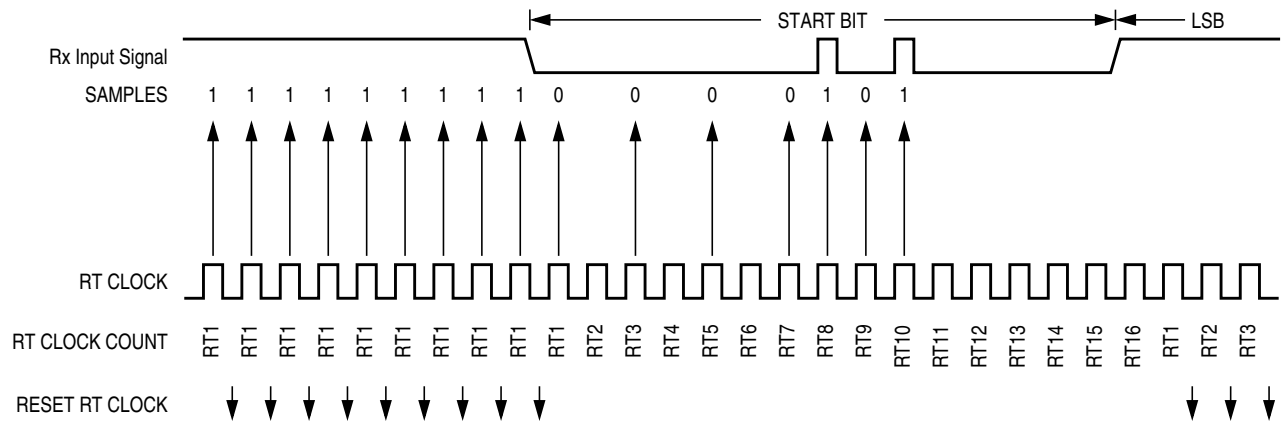 START BIT LSB
Rx Input Signal
SAMPLES 1 1 1 1 1 1 1 1 1 0 0 0 0 1 0 1
RT CLOCK
RT CLOCK COUNT RT1 RT1 RT1 RT1 RT1 RT1 RT1 RT1 RT1 RT1 RT2 RT3 RT4 RT5 RT6 RT7 RT8 RT9 RT10 RT11 RT12 RT13 RT14 RT15 RT16 RT1 RT2 RT3
RESET RT CLOCK